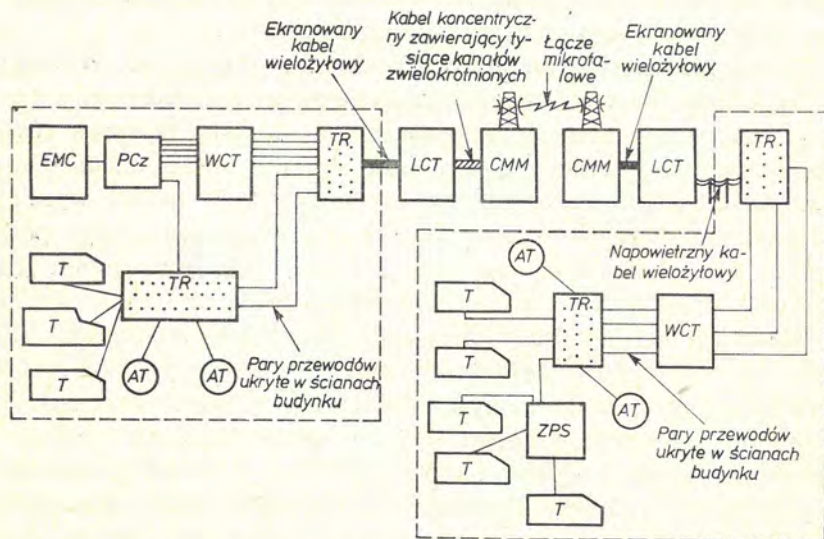 Ekranowany
kabel
wielożyłowy
Kabel koncentrycz-
ny zawierający ty-
siące kanałów
zwielokrotnionych
Łącze
mikrofa-
lowe
Ekranowany
kabel
wielożyłowy
EMC
PCz
WCT
TR
LCT
CMM
CMM
LCT
TR
T
T
T
TR
AT
AT
Pary przewodów
ukryte w ścianach
budynku
Napowietrzny ka-
bel wielożyłowy
AT
T
T
TR
WCT
AT
T
T
ZPS
T
Pary przewodów
ukryte w ścianach
budynku